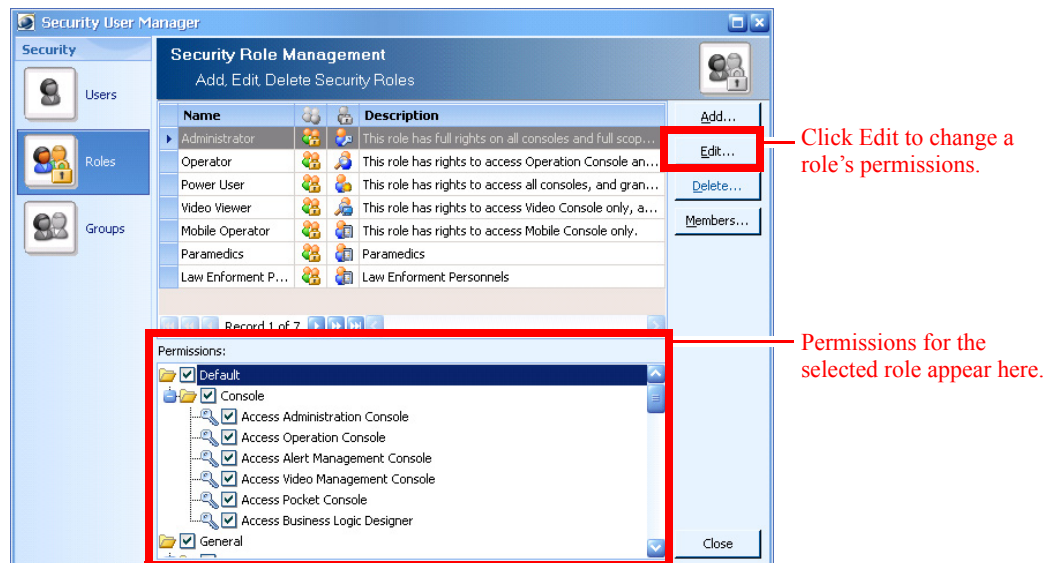 Security User Manager
Security
Users
Roles
Groups
Security Role Management
Add, Edit, Delete Security Roles
Name Description
Administrator This role has full rights on all consoles and full scop...
Operator This role has rights to access Operation Console an...
Power User This role has rights to access all consoles, and gran...
Video Viewer This role has rights to access Video Console only, a...
Mobile Operator This role has rights to access Mobile Console only.
Paramedics Paramedics
Law Enforment P... Law Enforment Personnels
Record 1 of 7
Add...
Edit...
Delete...
Members...
Click Edit to change a
role’s permissions.
Permissions:
Default
Console
Access Administration Console
Access Operation Console
Access Alert Management Console
Access Video Management Console
Access Pocket Console
Access Business Logic Designer
General
Close
Permissions for the
selected role appear here.